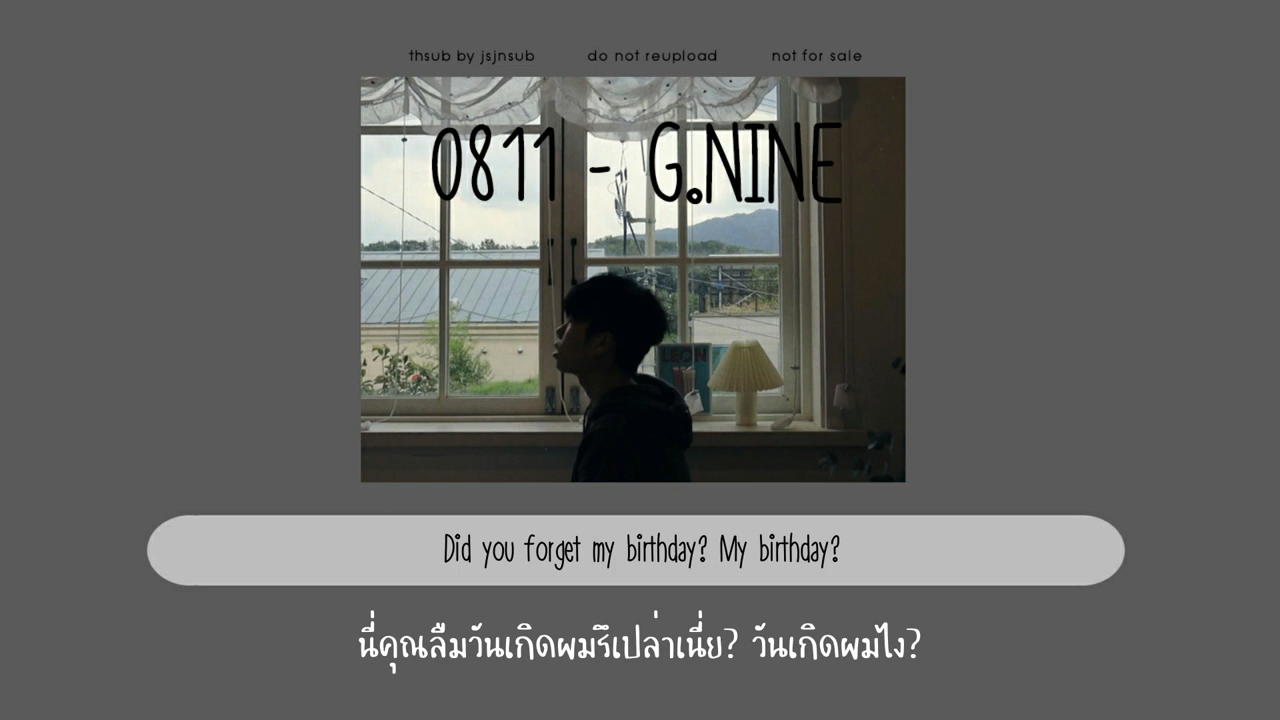 thsub by jsjnsub do not reupload not for sale
0811 - G.NINE
LEON
Did you forget my birthday? My birthday?
นี่คุณลืมวันเกิดผมรึเปล่าเนี่ย? วันเกิดผมไง?